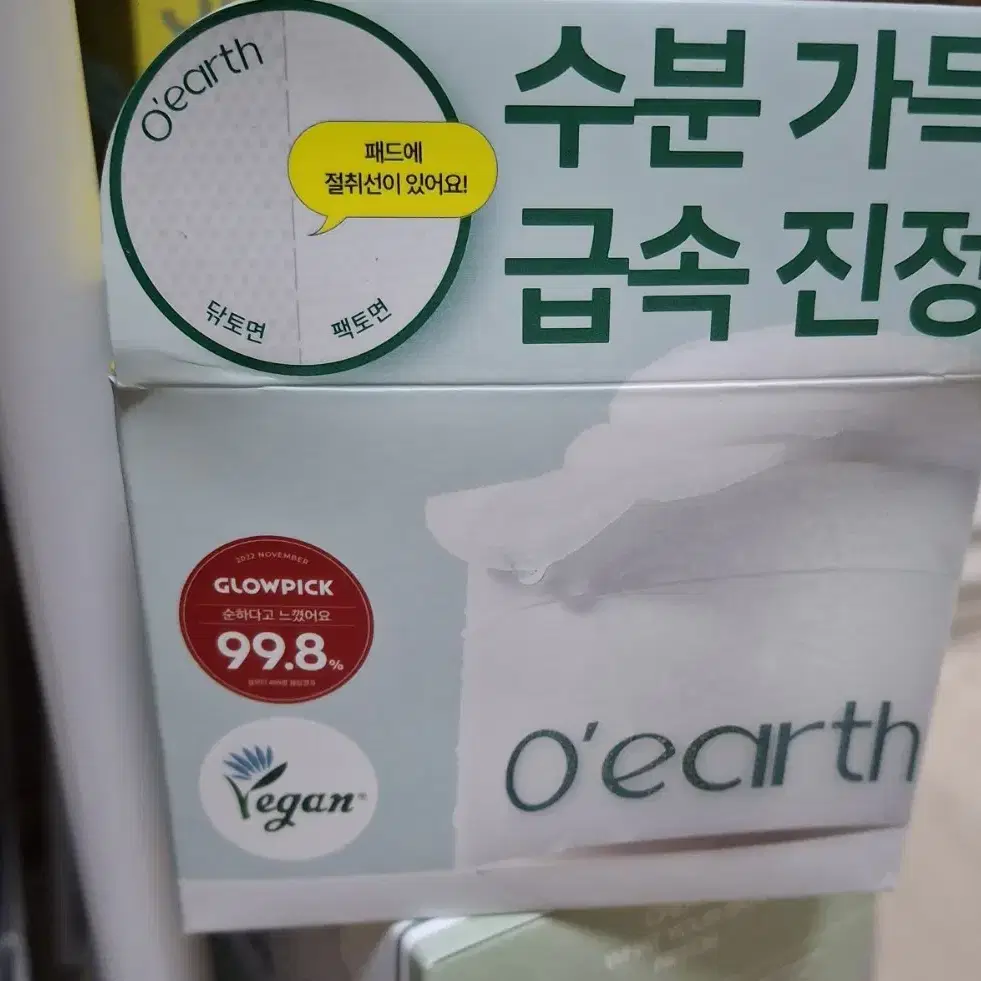 o'earth
패드에
절취선이 있어요!
닦토면
팩토면
수분 가득
급속 진정
2022 NOVEMBER
GLOWPICK
순하다고 느꼈어요
99.8%
Vegan
o'earth